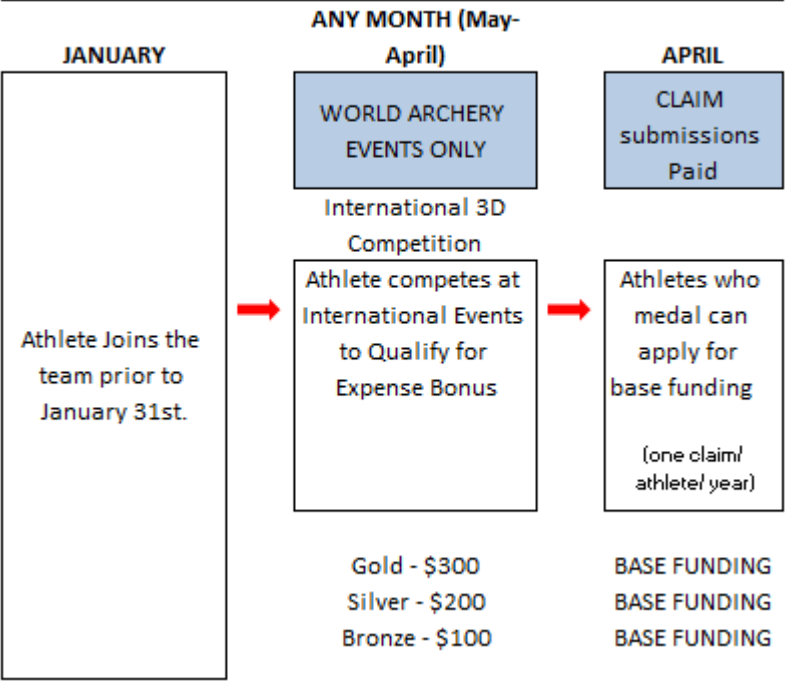 JANUARY
Athlete Joins the
team prior to
January 31st.
ANY MONTH (May-
April)
WORLD ARCHERY
EVENTS ONLY
International 3D
Competition
Athlete competes at
International Events
to Qualify for
Expense Bonus
Gold - $300
Silver - $200
Bronze - $100
APRIL
CLAIM
submissions
Paid
Athletes who
medal can
apply for
base funding
(one claim/
athlete/ year)
BASE FUNDING
BASE FUNDING
BASE FUNDING